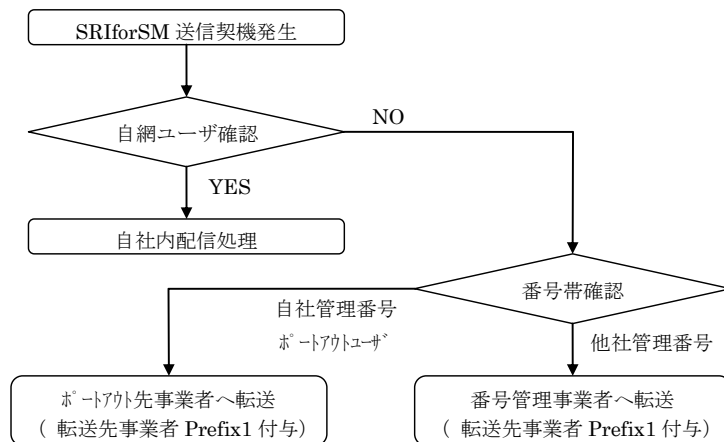 SRIforSM 送信契機発生
自網ユーザ確認
NO
YES
自社内配信処理
番号帯確認
自社管理番号
ﾎﾟｰﾄｱｳﾄﾕｰｻﾞ
他社管理番号
ﾎﾟｰﾄｱｳﾄ先事業者へ転送
( 転送先事業者 Prefix1 付与)
番号管理事業者へ転送
( 転送先事業者 Prefix1 付与)